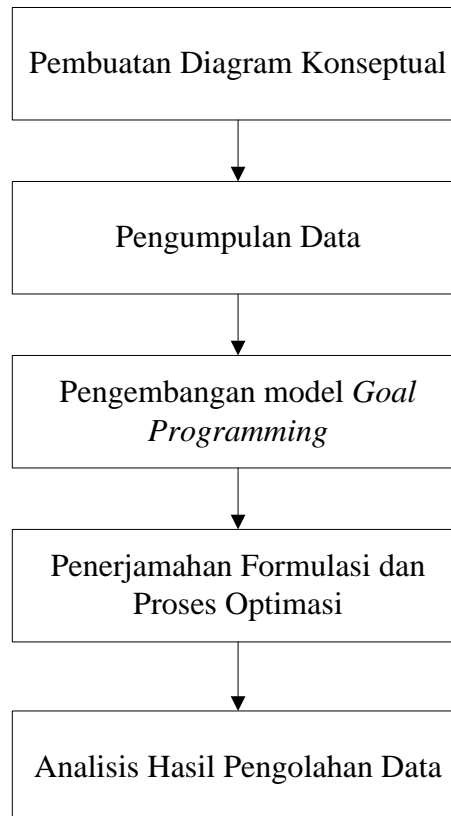 Pembuatan Diagram Konseptual
Pengumpulan Data
Pengembangan model Goal
Programming
Penerjamahan Formulasi dan
Proses Optimasi
Analisis Hasil Pengolahan Data